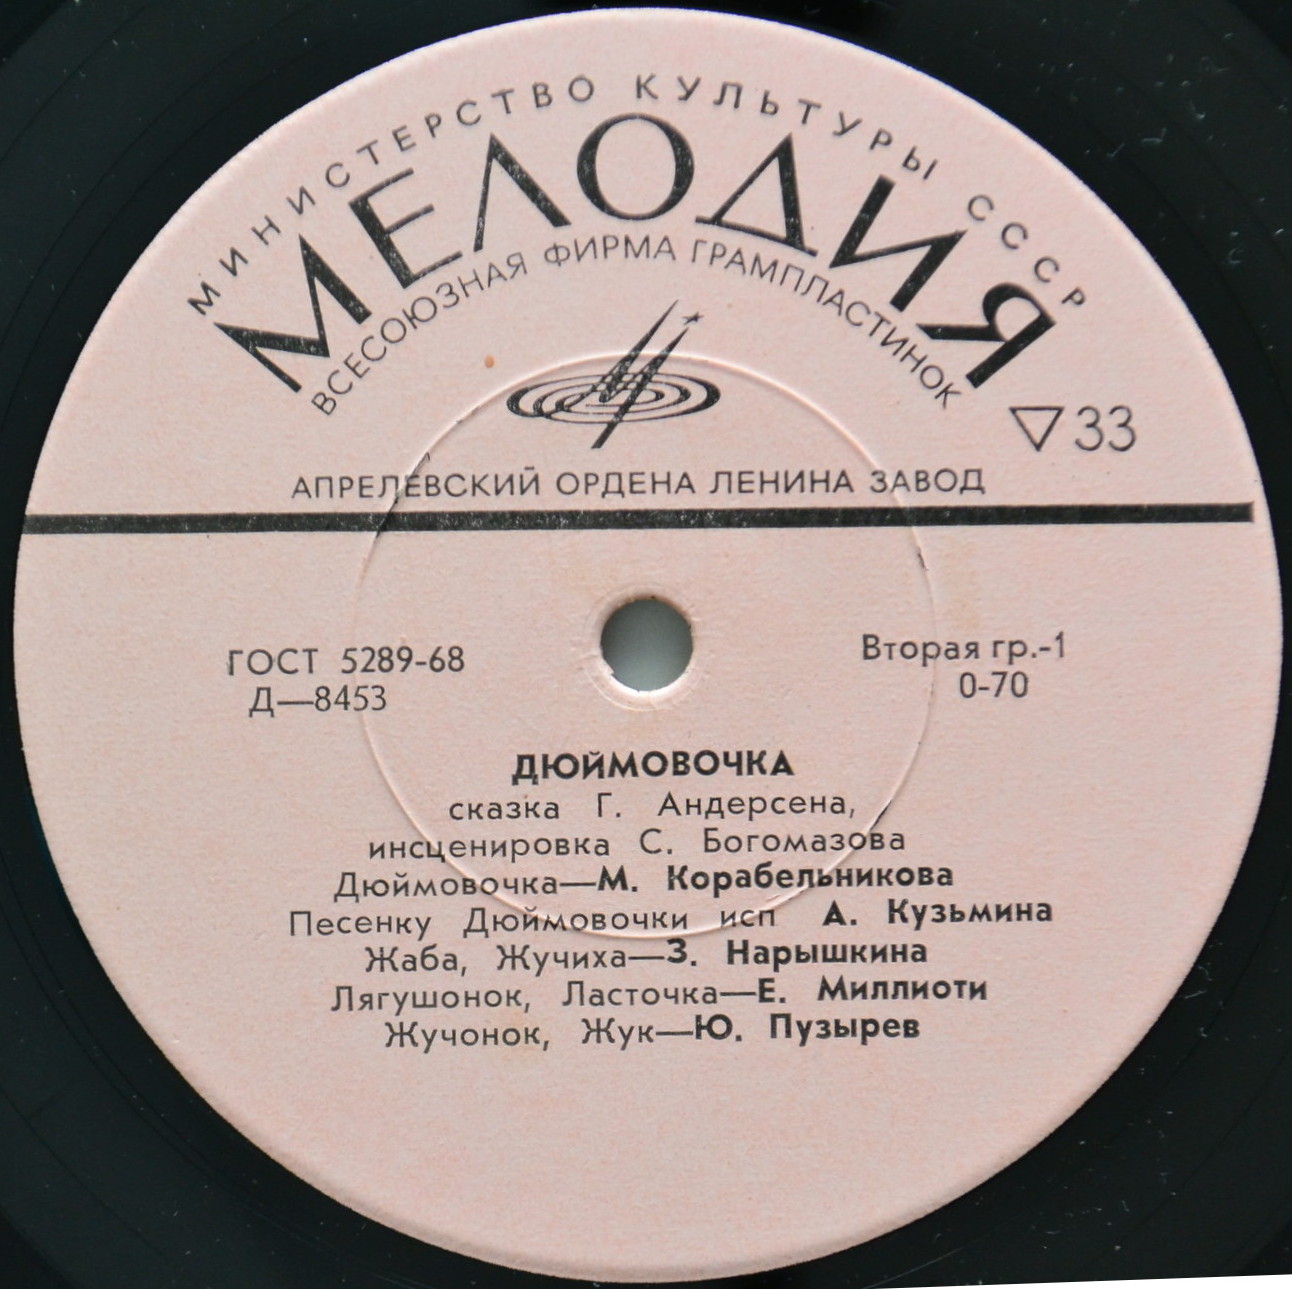 МИНИСТЕРСТВО КУЛЬТУРЫ СССР
МЕЛОДИЯ
ВСЕСОЮЗНАЯ ФИРМА ГРАМПЛАСТИНОК
33
АПРЕЛЕВСКИЙ ОРДЕНА ЛЕНИНА ЗАВОД
ГОСТ 5289-68
Д—8453
Вторая гр.-1
0-70
ДЮЙМОВОЧКА
сказка Г. Андерсена,
инсценировка С. Богомазова
Дюймовочка—М. Корабельникова
Песенку Дюймовочки исп А. Кузьмина
Жаба, Жучиха—З. Нарышкина
Лягушонок, Ласточка—Е. Миллиоти
Жучонок, Жук—Ю. Пузырев